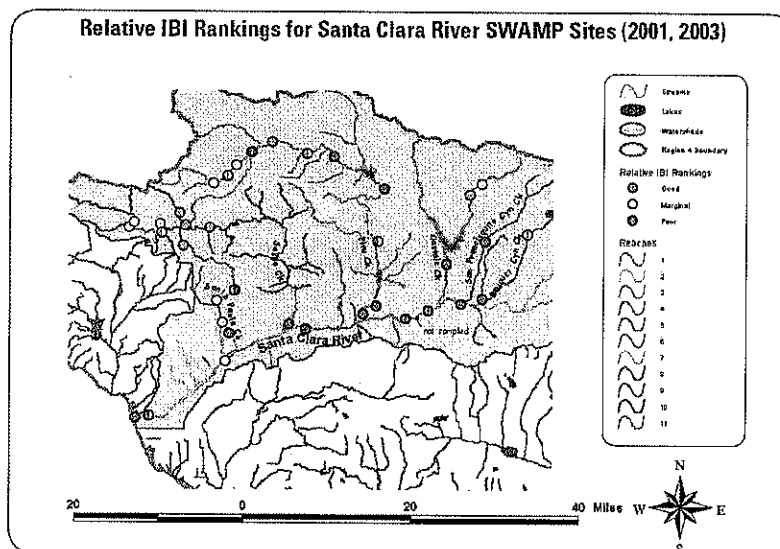 Relative IBI Rankings for Santa Clara River SWAMP Sites (2001, 2003)
Streams
Lakes
Watersheds
Region 4 Boundary
Relative IBI Rankings
Good
Marginal
Poor
Reaches
1
2
3
4
5
6
7
8
9
10
11
Santa Clara River
not sampled
20
0
20
40 Miles
N
W
E
S